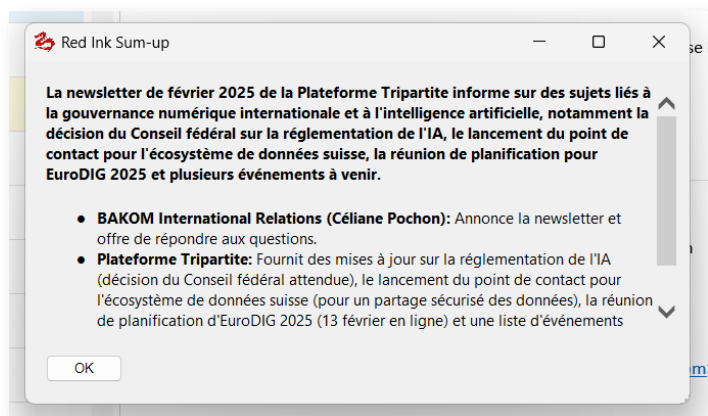 Red Ink Sum-up
se
La newsletter de février 2025 de la Plateforme Tripartite informe sur des sujets liés à
la gouvernance numérique internationale et à l'intelligence artificielle, notamment la
décision du Conseil fédéral sur la réglementation de l'IA, le lancement du point de
contact pour l'écosystème de données suisse, la réunion de planification pour
EuroDIG 2025 et plusieurs événements à venir.
● BAKOM International Relations (Céliane Pochon): Annonce la newsletter et
offre de répondre aux questions.
● Plateforme Tripartite: Fournit des mises à jour sur la réglementation de l'IA
(décision du Conseil fédéral attendue), le lancement du point de contact pour
l'écosystème de données suisse (pour un partage sécurisé des données), la réunion
de planification d'EuroDIG 2025 (13 février en ligne) et une liste d'événements
OK